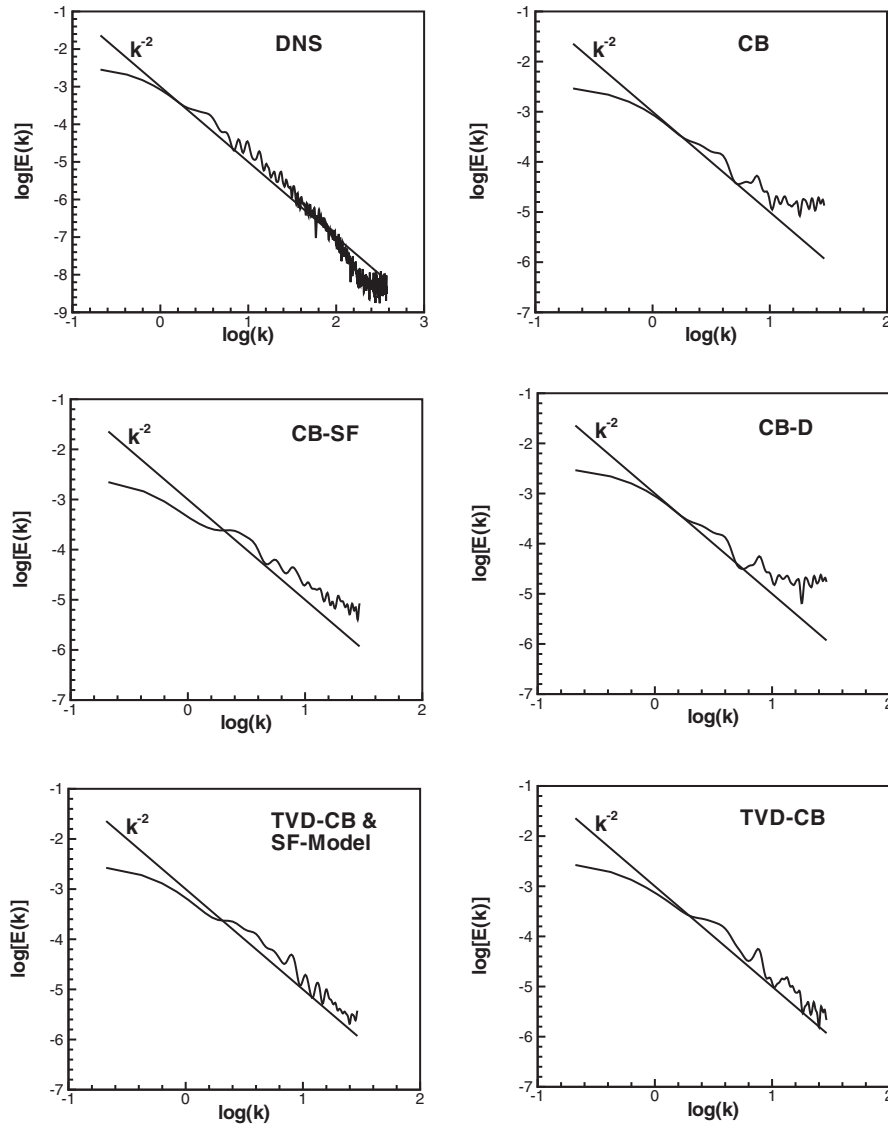 DNS
k-2
log[E(k)]
-1
-2
-3
-4
-5
-6
-7
-8
-9
-1 0 1 2 3
log(k)
CB
k-2
log[E(k)]
-1
-2
-3
-4
-5
-6
-7
-1 0 1 2
log(k)
CB-SF
k-2
log[E(k)]
-1
-2
-3
-4
-5
-6
-7
-1 0 1 2
log(k)
CB-D
k-2
log[E(k)]
-1
-2
-3
-4
-5
-6
-7
-1 0 1 2
log(k)
TVD-CB &
SF-Model
k-2
log[E(k)]
-1
-2
-3
-4
-5
-6
-7
-1 0 1 2
log(k)
TVD-CB
k-2
log[E(k)]
-1
-2
-3
-4
-5
-6
-7
-1 0 1 2
log(k)